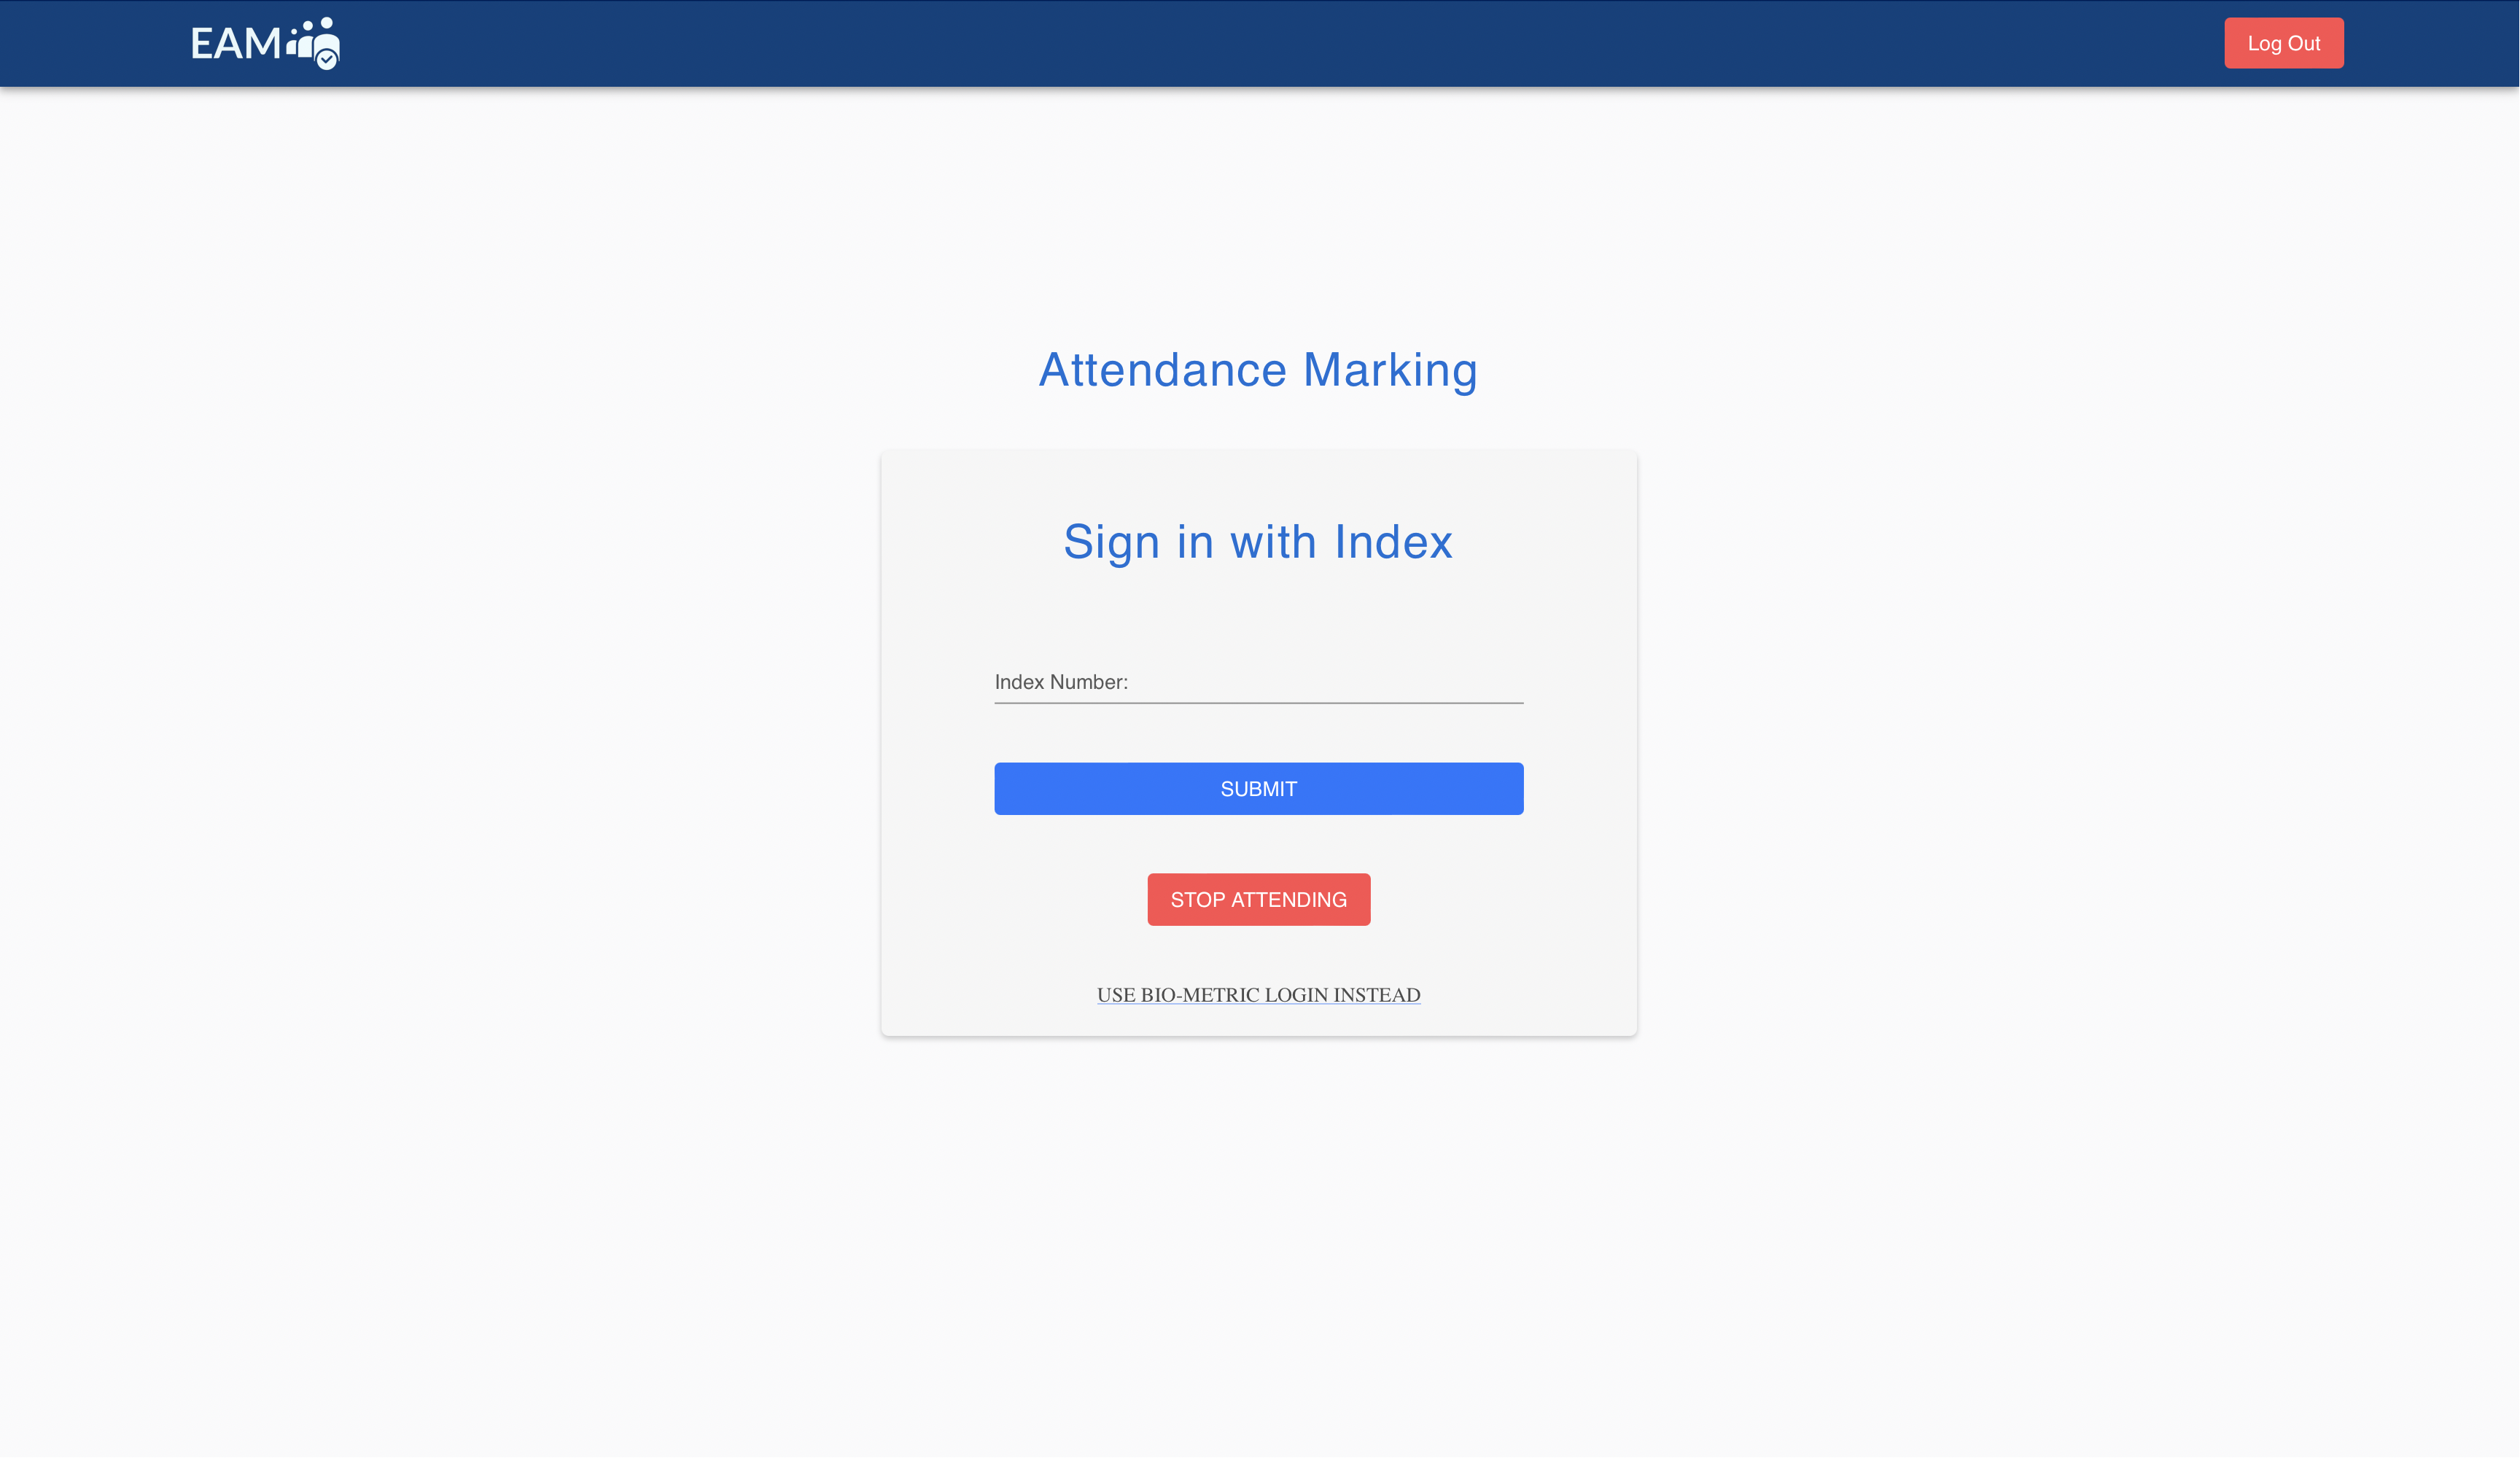 EAM
Log Out
Attendance Marking
Sign in with Index
Index Number:
SUBMIT
STOP ATTENDING
USE BIO-METRIC LOGIN INSTEAD